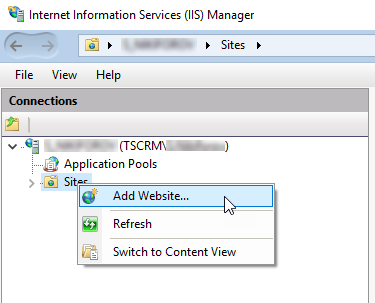 Internet Information Services (IIS) Manager
Sites
File View Help
Connections
(TSCRM\ )
Application Pools
Sites
Add Website...
Refresh
Switch to Content View